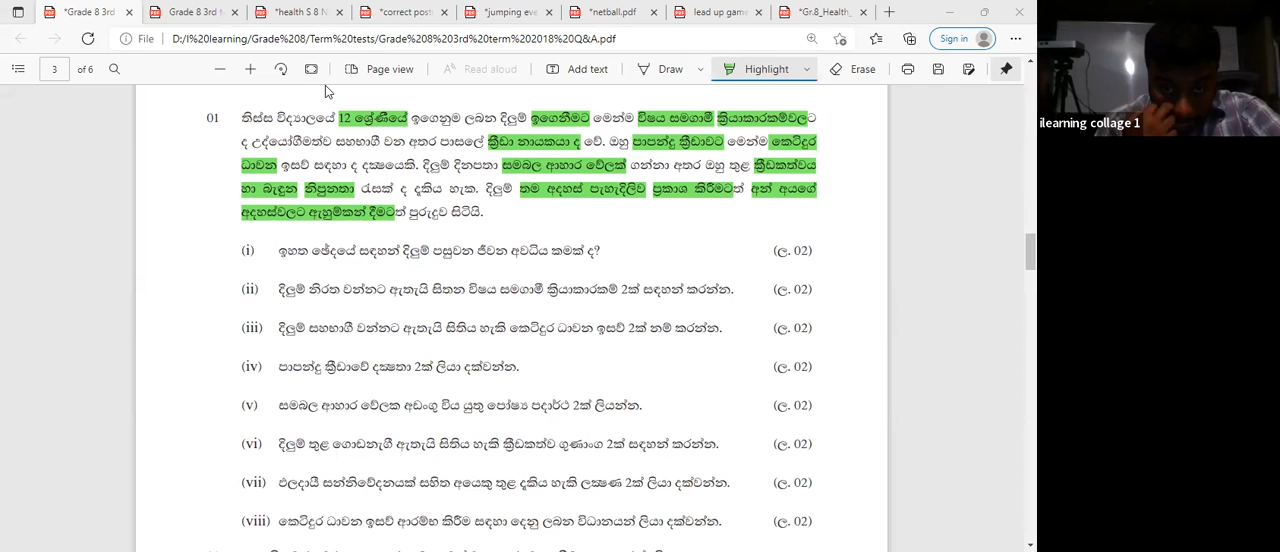 *Grade 8 3rd
Grade 8 3rd t
*health S 8 N
*correct post
*jumping eve
*netball.pdf
lead up game
*Gr.8_Health_
File
D:/I%20learning/Grade%208/Term%20tests/Grade%208%203rd%20term%202018%20Q&A.pdf
Sign in
3 of 6
Page view
Read aloud
Add text
Draw
Highlight
Erase
01 තිස්ස විද්‍යාලයේ 12 ශ්‍රේණියේ ඉගෙනුම ලබන දිලුම් ඉගෙනීමට මෙන්ම විෂය සමගාමී ක්‍රියාකාරකම්වලට
ද උද්යෝගීමත්ව සහභාගී වන අතර පාසලේ ක්‍රීඩා නායකයා ද වේ. ඔහු පාපන්දු ක්‍රීඩාවට මෙන්ම කෙටිදුර
ධාවන ඉසව් සඳහා ද දක්‍ෂයෙකි. දිලුම් දිනපතා සමබල ආහාර වේලක් ගන්නා අතර ඔහු තුළ ක්‍රීඩකත්වය
හා බැඳුන නිපුනතා රැසක් ද දැකිය හැක. දිලුම් තම අදහස් පැහැදිලිව ප්‍රකාශ කිරීමටත් අන් අයගේ
අදහස්වලට ඇහුම්කන් දීමටත් පුරුදුව සිටියි.
(i) ඉහත ඡේදයේ සඳහන් දිලුම් පසුවන ජීවන අවධිය කමක් ද? (ල. 02)
(ii) දිලුම් නිරත වන්නට ඇතැයි සිතන විෂය සමගාමී ක්‍රියාකාරකම් 2ක් සඳහන් කරන්න. (ල. 02)
(iii) දිලුම් සහභාගී වන්නට ඇතැයි සිතිය හැකි කෙටිදුර ධාවන ඉසව් 2ක් නම් කරන්න. (ල. 02)
(iv) පාපන්දු ක්‍රීඩාවේ දක්‍ෂතා 2ක් ලියා දක්වන්න. (ල. 02)
(v) සමබල ආහාර වේලක අඩංගු විය යුතු පෝෂ්‍ය පදාර්ථ 2ක් ලියන්න. (ල. 02)
(vi) දිලුම් තුළ ගොඩනැගී ඇතැයි සිතිය හැකි ක්‍රීඩකත්ව ගුණාංග 2ක් සඳහන් කරන්න. (ල. 02)
(vii) ඵලදායී සන්නිවේදනයක් සහිත අයෙකු තුළ දැකිය හැකි ලක්‍ෂණ 2ක් ලියා දක්වන්න. (ල. 02)
(viii) කෙටිදුර ධාවන ඉසව් ආරම්භ කිරීම සඳහා දෙනු ලබන විධානයන් ලියා දක්වන්න. (ල. 02)
ilearning collage 1